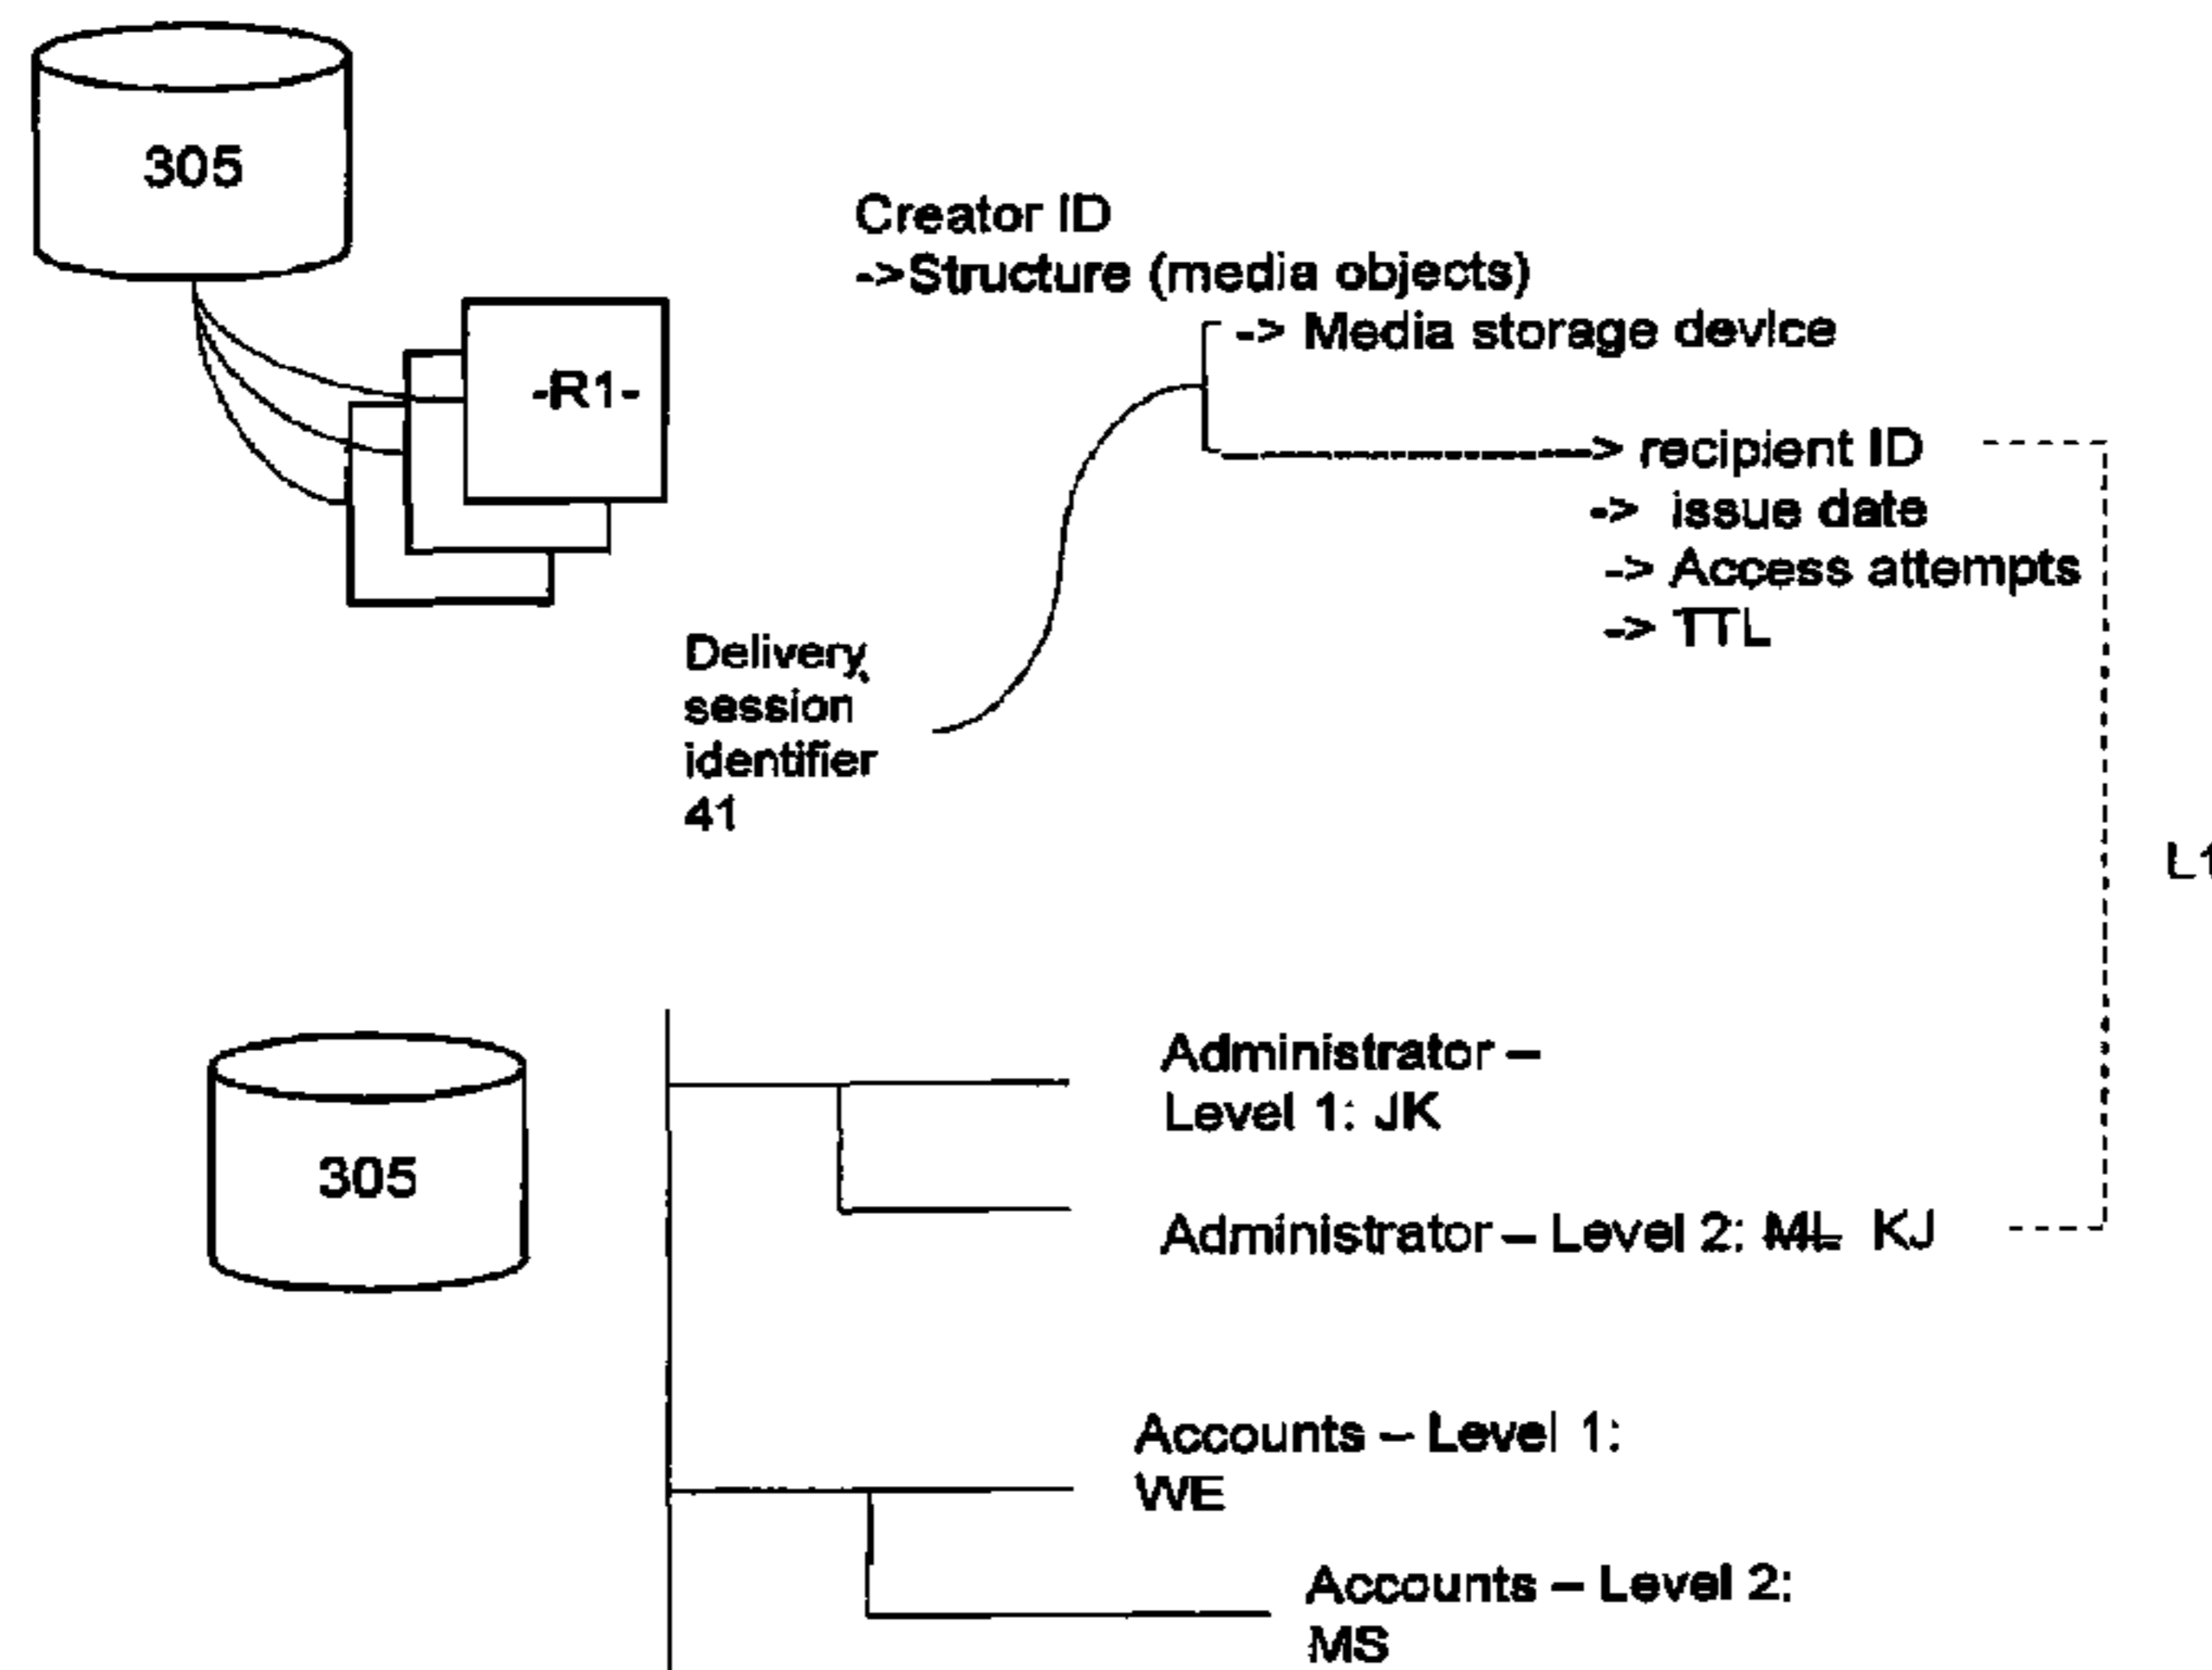 305
Creator ID
->Structure (media objects)
-> Media storage device
-R1-
-----------------> recipient ID
-> issue date
-> Access attempts
-> TTL
Delivery
session
identifier
41
L1
Administrator –
Level 1: JK
305
Administrator – Level 2: ML KJ
Accounts – Level 1:
WE
Accounts – Level 2:
MS